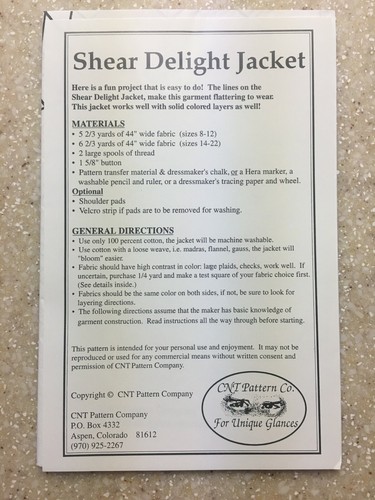 Shear Delight Jacket
Here is a fun project that is easy to do! The lines on the
Shear Delight Jacket, make this garment flattering to wear.
This jacket works well with solid colored layers as well!
MATERIALS
• 5 2/3 yards of 44" wide fabric (sizes 8-12)
• 6 2/3 yards of 44" wide fabric (sizes 14-22)
• 2 large spools of thread
• 1 5/8" button
• Pattern transfer material & dressmaker's chalk, or a Hera marker, a
washable pencil and ruler, or a dressmaker's tracing paper and wheel.
Optional
• Shoulder pads
• Velcro strip if pads are to be removed for washing.
GENERAL DIRECTIONS
• Use only 100 percent cotton, the jacket will be machine washable.
• Use cotton with a loose weave, i.e. madras, flannel, gauss, the jacket will
"bloom" easier.
• Fabric should have high contrast in color: large plaids, checks, work well. If
uncertain, purchase 1/4 yard and make a test square of your fabric choice first.
(See details inside.)
• Fabrics should be the same color on both sides, if not, be sure to look for
layering directions.
• The following directions assume that the maker has basic knowledge of
garment construction. Read instructions all the way through before starting.
This pattern is intended for your personal use and enjoyment. It may not be
reproduced or used for any commercial means without written consent and
permission of CNT Pattern Company.
Copyright © CNT Pattern Company
CNT Pattern Company
P.O. Box 4332
Aspen, Colorado 81612
(970) 925-2267
CNT Pattern Co.
For Unique Glances